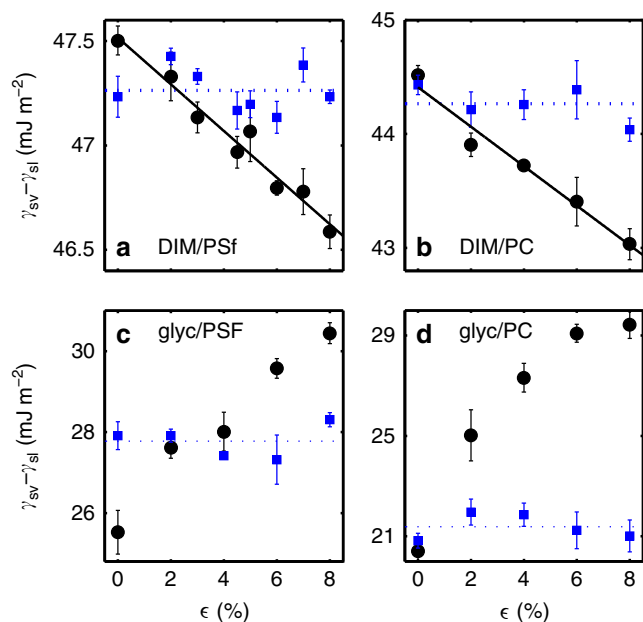 47.5
47
46.5
γsv−γsl (mJ m−2)
a
DIM/PSf
45
44
43
b
DIM/PC
30
28
26
γsv−γsl (mJ m−2)
c
glyc/PSF
0 2 4 6 8
ϵ (%)
29
25
21
d
glyc/PC
0 2 4 6 8
ϵ (%)